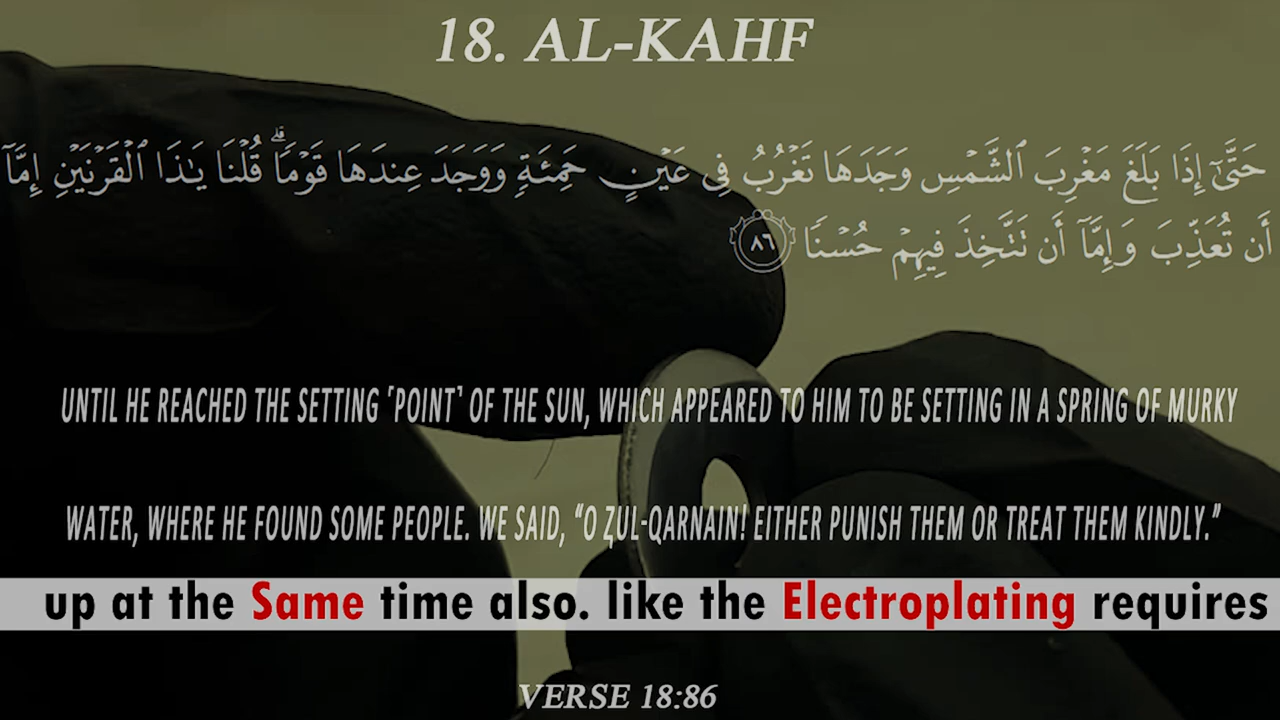 18. AL-KAHF
حَتَّىٰٓ إِذَا بَلَغَ مَغْرِبَ ٱلشَّمْسِ وَجَدَهَا تَغْرُبُ فِى عَيْنٍ حَمِئَةٍ وَوَجَدَ عِندَهَا قَوْمًا ۗ قُلْنَا يَـٰذَا ٱلْقَرْنَيْنِ إِمَّآ
أَن تُعَذِّبَ وَإِمَّآ أَن تَتَّخِذَ فِيهِمْ حُسْنًا ٨٦
UNTIL HE REACHED THE SETTING ˹POINT˺ OF THE SUN, WHICH APPEARED TO HIM TO BE SETTING IN A SPRING OF MURKY
WATER, WHERE HE FOUND SOME PEOPLE. WE SAID, “O ⱫUL-QARNAIN! EITHER PUNISH THEM OR TREAT THEM KINDLY.”
up at the Same time also. like the Electroplating requires
VERSE 18:86